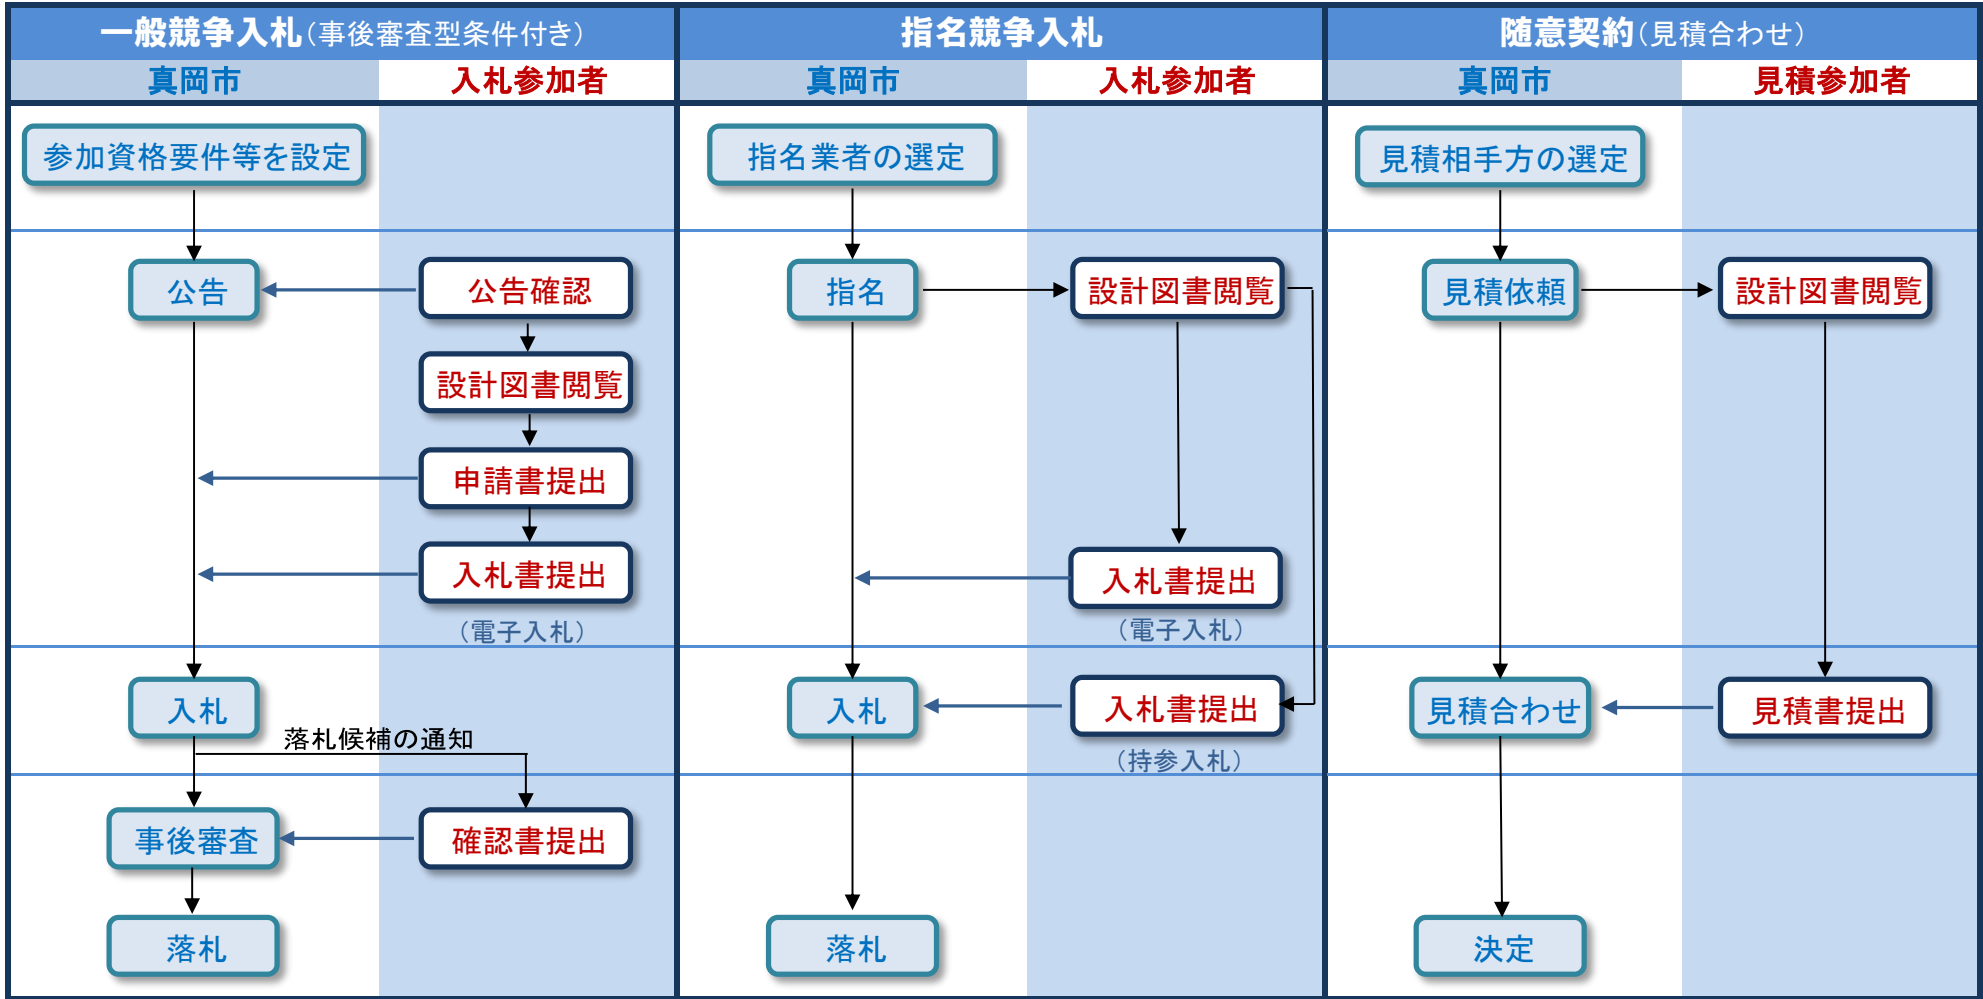 一般競争入札（事後審査型条件付き）
真岡市
入札参加者
参加資格要件等を設定
公告
公告確認
設計図書閲覧
申請書提出
入札書提出
（電子入札）
入札
落札候補の通知
事後審査
確認書提出
落札
指名競争入札
真岡市
入札参加者
指名業者の選定
指名
設計図書閲覧
入札書提出
（電子入札）
入札
入札書提出
（持参入札）
落札
随意契約（見積合わせ）
真岡市
見積参加者
見積相手方の選定
見積依頼
設計図書閲覧
見積合わせ
見積書提出
決定